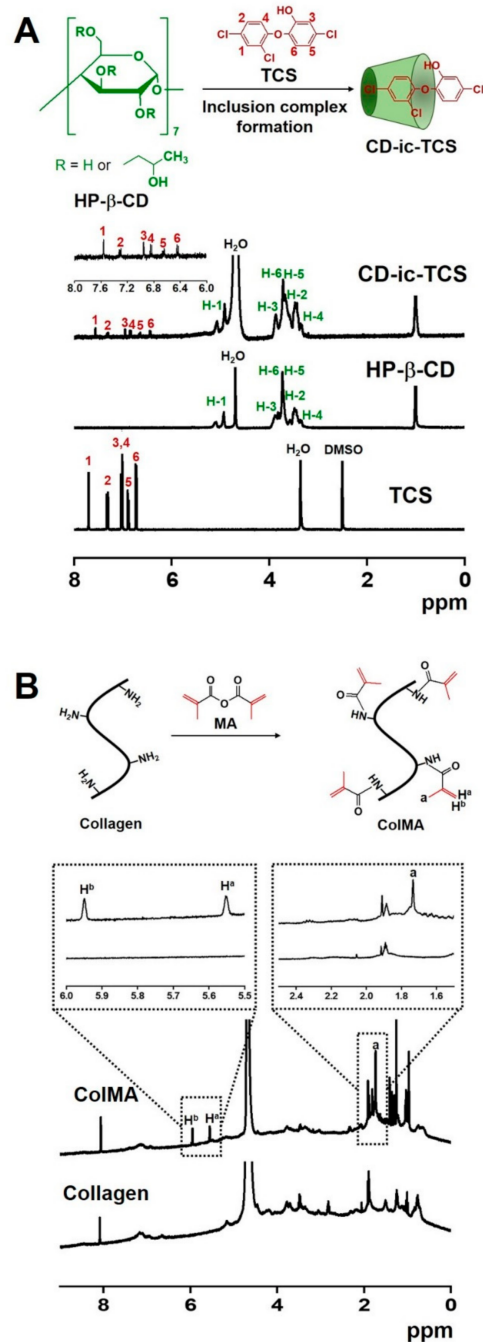 A
RO
OR
RO
O
O
OR
7
R = H or
CH₃
OH
HP-β-CD
HO
2 4 3
Cl O Cl
1 Cl 6 5
TCS
Inclusion complex
formation
HO
Cl O Cl
Cl
CD-ic-TCS
1 2 3 4 5 6
8.0 7.6 7.2 6.8 6.4 6.0
H₂O
H-6 H-5
H-1 H-3 H-2
H-4
CD-ic-TCS
1 2 3 4 5 6
H₂O
H-6 H-5
H-2
H-1 H-3 H-4
HP-β-CD
3,4
1 2 5 6
H₂O DMSO
TCS
8 6 4 2 0
ppm
B
NH₂
H₂N
NH₂
H₂N
Collagen
O O
O
MA
O O
HN NH
NH O
HN
O
a Hᵃ
Hᵇ
ColMA
Hᵇ Hᵃ
6.0 5.9 5.8 5.7 5.6 5.5
a
2.4 2.2 2.0 1.8 1.6
ColMA
Hᵇ Hᵃ
a
Collagen
8 6 4 2 0
ppm